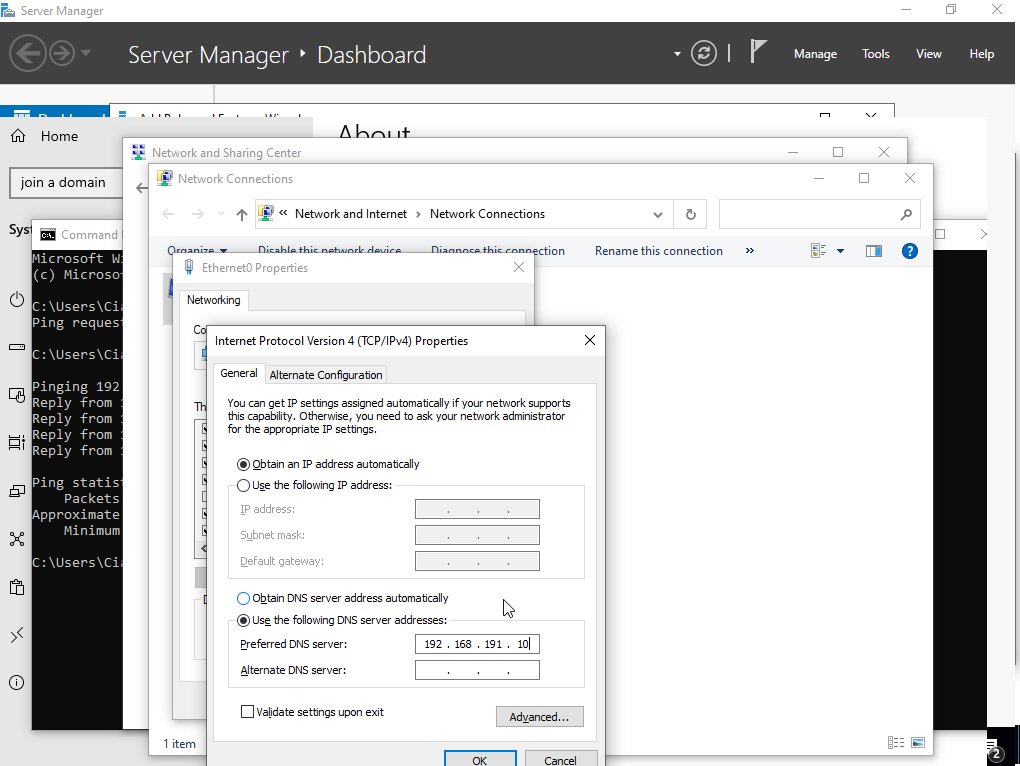 Server Manager
Server Manager • Dashboard
Manage Tools View Help
Home
About
join a domain
Network and Sharing Center
Network Connections
« Network and Internet › Network Connections
Organize Disable this network device Diagnose this connection Rename this connection »
Command
(c) Microsof
C:\Users\Cia
Ping request
C:\Users\Cia
Pinging 192
Reply from
Reply from
Reply from
Reply from
Ping statist
Packets
Approximate
Minimum
C:\Users\Cia
Ethernet0 Properties
Networking
Internet Protocol Version 4 (TCP/IPv4) Properties
General Alternate Configuration
You can get IP settings assigned automatically if your network supports
this capability. Otherwise, you need to ask your network administrator
for the appropriate IP settings.
Obtain an IP address automatically
Use the following IP address:
IP address:
Subnet mask:
Default gateway:
Obtain DNS server address automatically
Use the following DNS server addresses:
Preferred DNS server: 192 . 168 . 191 . 10
Alternate DNS server:
Validate settings upon exit
Advanced...
OK Cancel
1 item
2